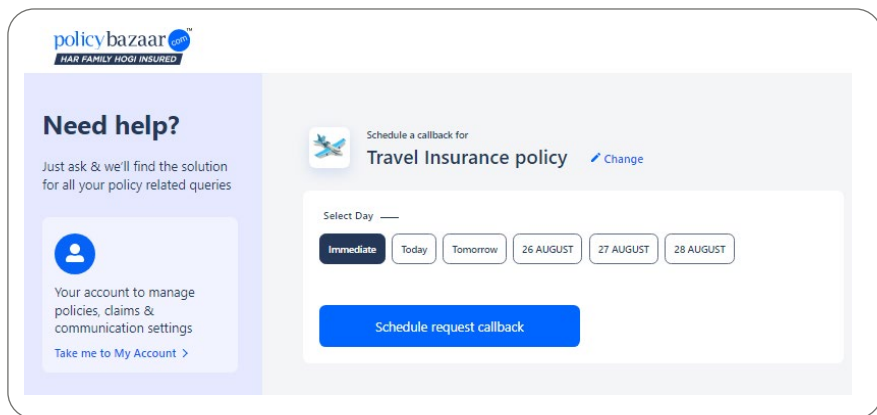 policybazaar com™
HAR FAMILY HOGI INSURED
Need help?
Just ask & we'll find the solution
for all your policy related queries
Your account to manage
policies, claims &
communication settings
Take me to My Account >
Schedule a callback for
Travel Insurance policy
Change
Select Day
Immediate Today Tomorrow 26 AUGUST 27 AUGUST 28 AUGUST
Schedule request callback